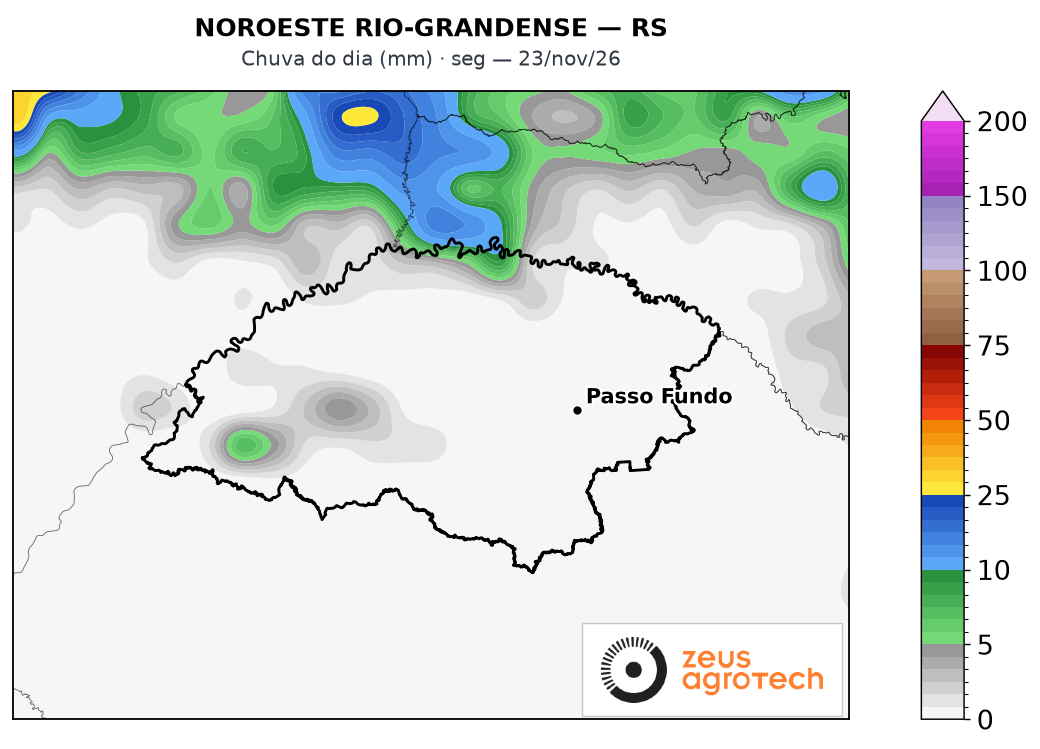 NOROESTE RIO-GRANDENSE — RS
Chuva do dia (mm) · seg — 23/nov/26
200
150
100
75
50
25
10
5
0
Passo Fundo
zeus
agrotech